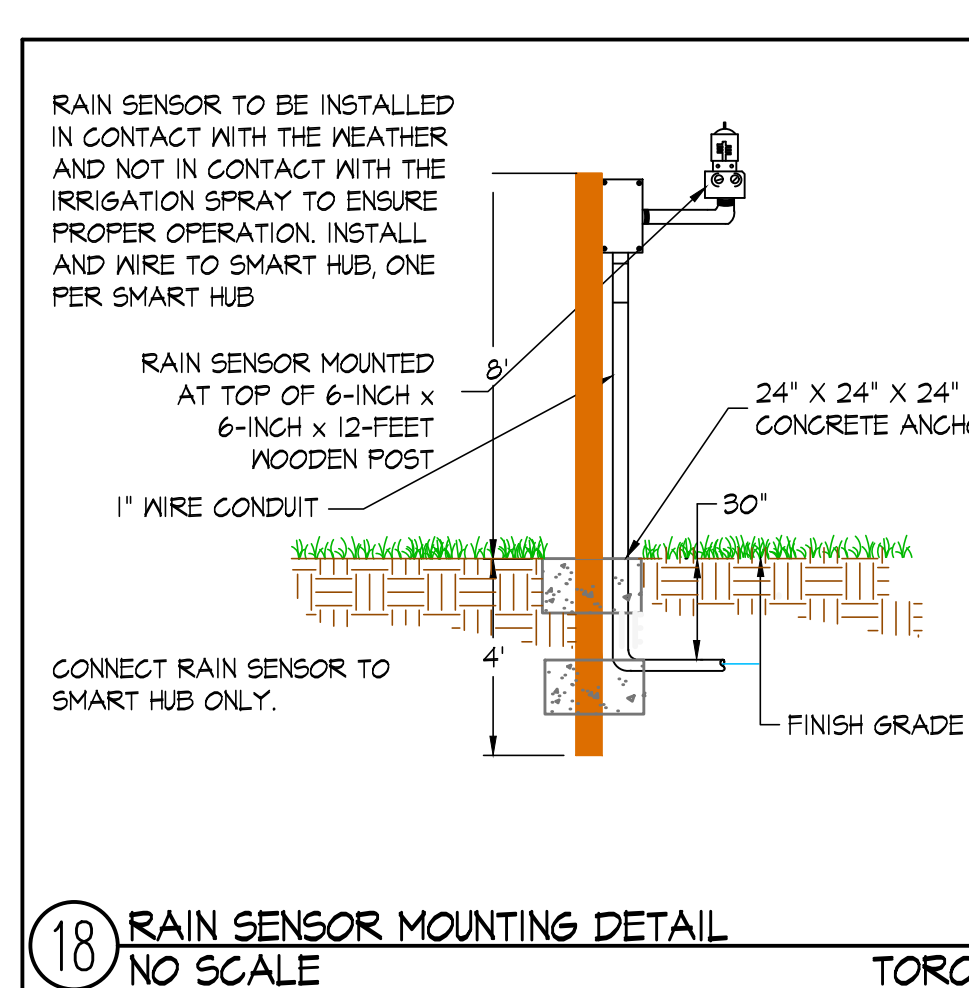 RAIN SENSOR TO BE INSTALLED
IN CONTACT WITH THE WEATHER
AND NOT IN CONTACT WITH THE
IRRIGATION SPRAY TO ENSURE
PROPER OPERATION. INSTALL
AND WIRE TO SMART HUB, ONE
PER SMART HUB
RAIN SENSOR MOUNTED
AT TOP OF 6-INCH x
6-INCH x 12-FEET
WOODEN POST
8'
24" X 24" X 24"
CONCRETE
1" WIRE CONDUIT
30"
4'
CONNECT RAIN SENSOR TO
SMART HUB ONLY.
FINISH GRADE
18
RAIN SENSOR MOUNTING DETAIL
NO SCALE